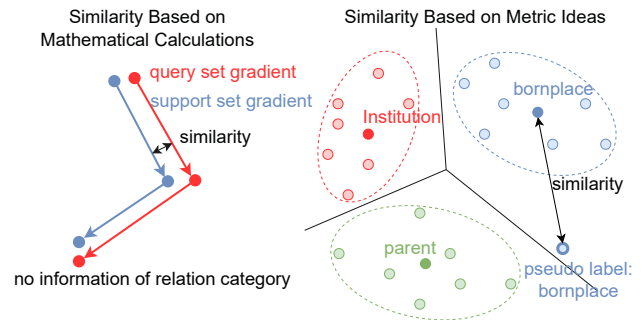 Similarity Based on
Mathematical Calculations
query set gradient
support set gradient
similarity
no information of relation category
Similarity Based on Metric Ideas
Institution
bornplace
similarity
parent
pseudo label:
bornplace